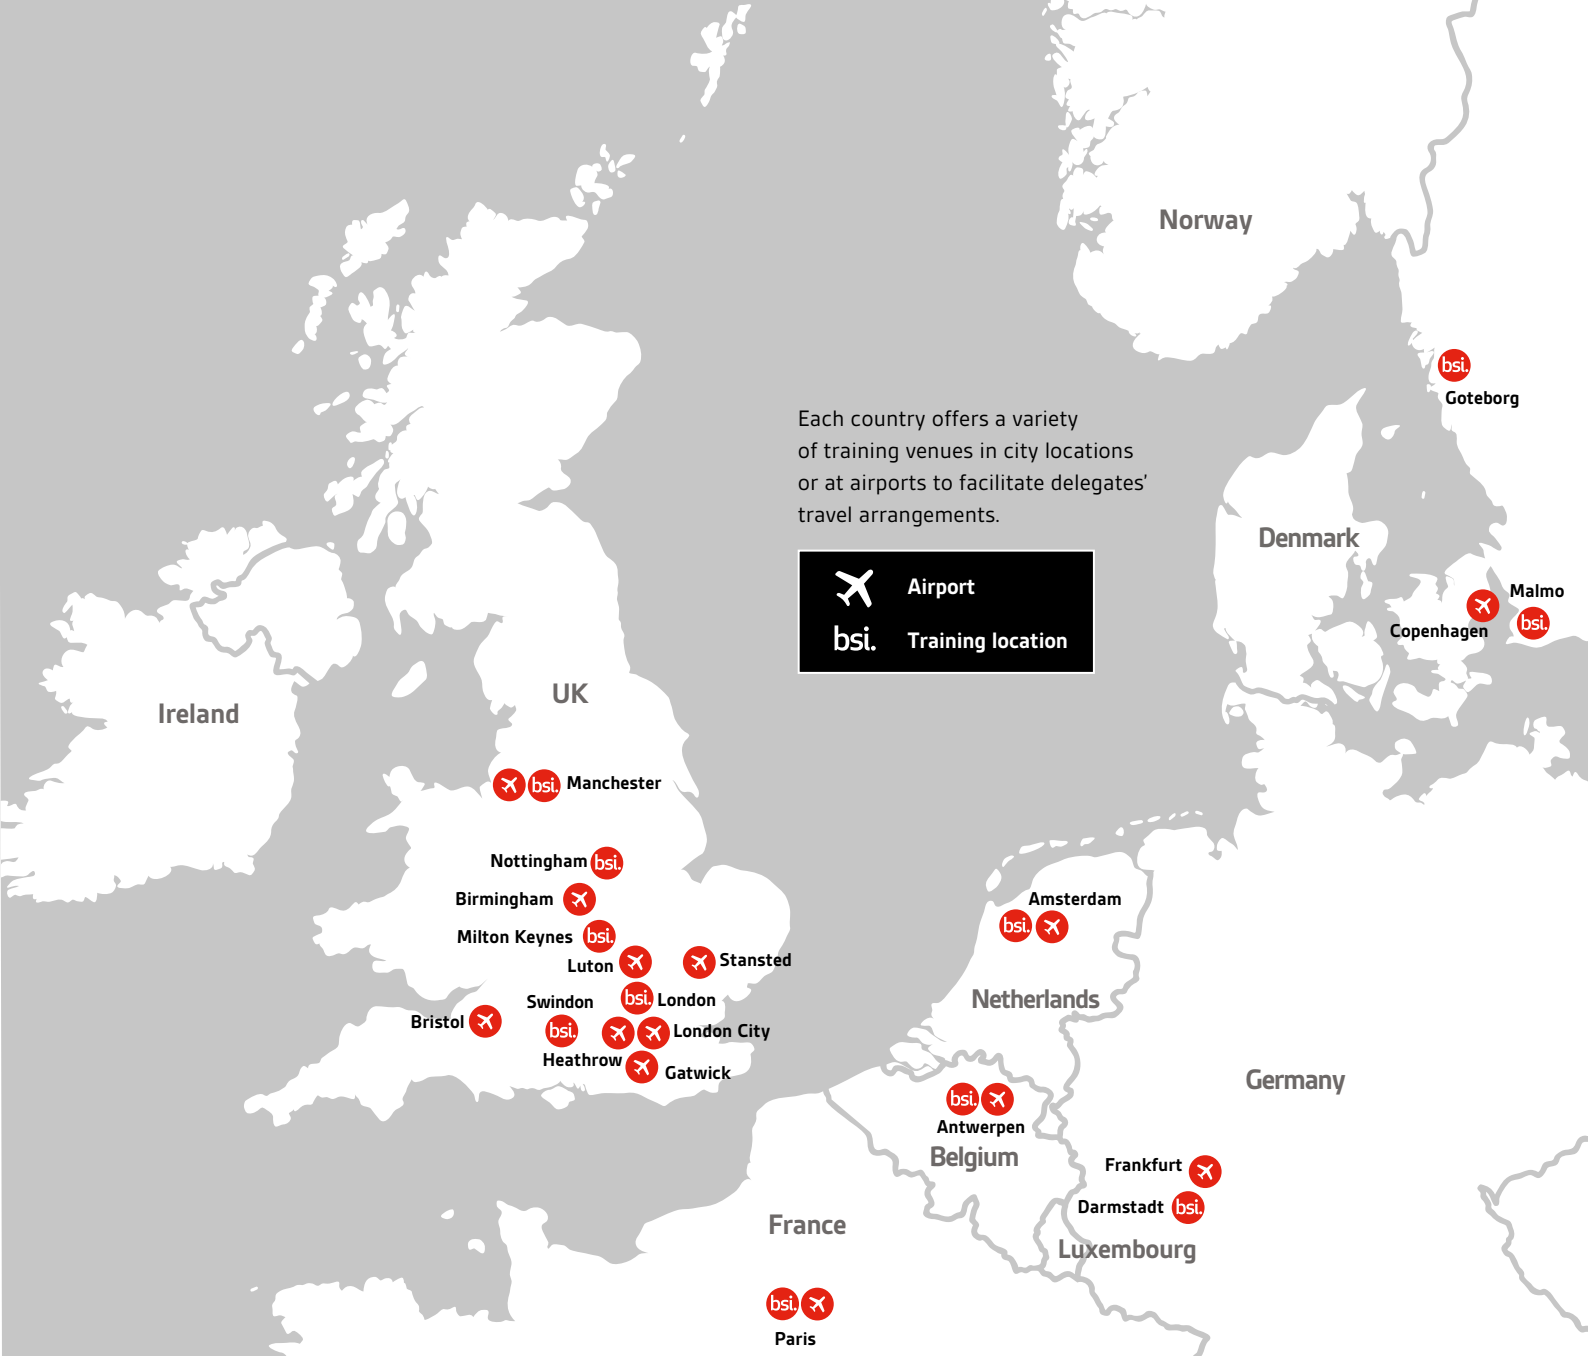 Norway
bsi.
Goteborg
Each country offers a variety
of training venues in city locations
or at airports to facilitate delegates’
travel arrangements.
Denmark
Airport
bsi. Training location
Malmo
bsi.
Copenhagen
UK
Ireland
bsi. Manchester
Nottingham bsi.
Birmingham
Amsterdam
bsi.
Milton Keynes bsi.
Luton
Stansted
Swindon
bsi. London
Netherlands
Bristol
bsi.
London City
Heathrow
Gatwick
Germany
bsi.
Antwerpen
Belgium
Frankfurt
Darmstadt bsi.
France
Luxembourg
bsi.
Paris